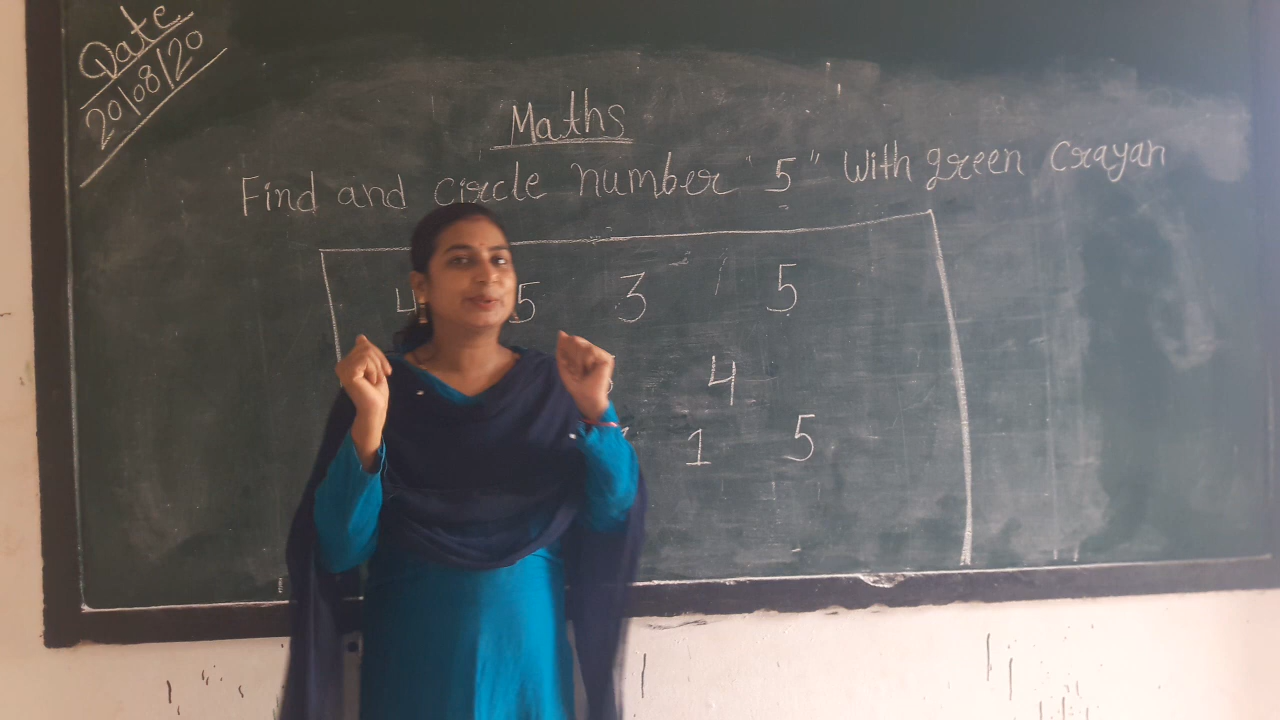 Date
20/08/20
Maths
Find and circle number "5" with green crayan
4 5 3 5
4
1 5